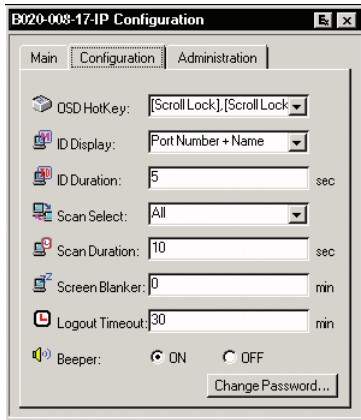 B020-008-17-IP Configuration
Main Configuration Administration
OSD HotKey: [Scroll Lock],[Scroll Lock
ID Display: Port Number + Name
ID Duration: 5 sec
Scan Select: All
Scan Duration: 10 sec
Screen Blanker: 0 min
Logout Timeout: 30 min
Beeper: ON OFF
Change Password...